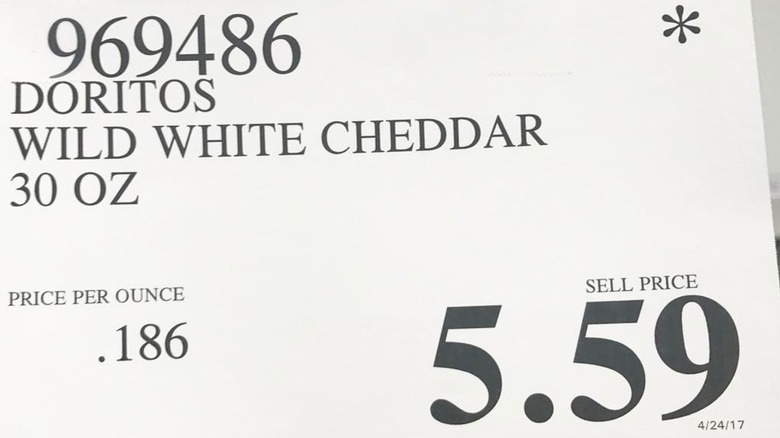 969486 *
DORITOS
WILD WHITE CHEDDAR
30 OZ
PRICE PER OUNCE
.186
SELL PRICE
5.59
4/24/17